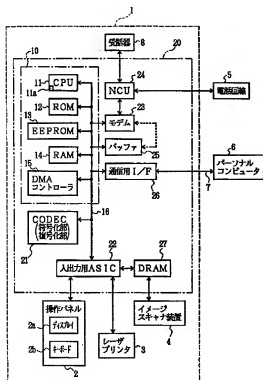 1
受話器
8
20
10
11
CPU
11a
24
NCU
5
電話回線
12
ROM
23
モデム
13
EEPROM
14
RAM
バッファ
25
6
パーソナル
コンピュータ
15
DMA
コントローラ
通信用I/F
26
7
16
CODEC
符号化部
復号化部
21
22
27
入出力用ASIC
DRAM
操作パネル
2a
ディスプレイ
2b
キーボード
2
レーザ
プリンタ
3
イメージ
スキャナ装置
4